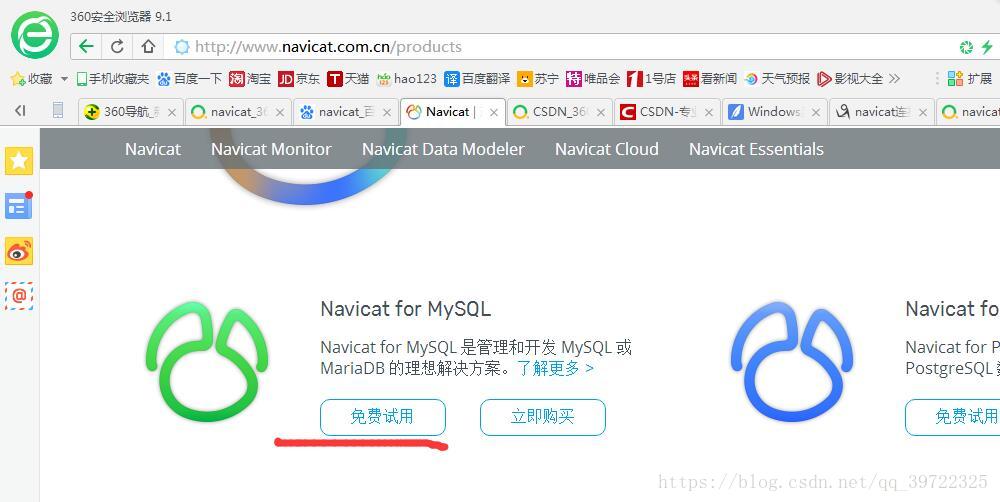 360安全浏览器 9.1
http://www.navicat.com.cn/products
收藏 手机收藏夹 百度一下 淘宝 JD 京东 天猫 hao123 百度翻译 苏宁 唯品会 1号店 看新闻 天气预报 影视大全 扩展
360导航_ navicat_36 navicat_百 Navicat | CSDN_36 CSDN-专业 Windows navicat连 navicat
Navicat Navicat Monitor Navicat Data Modeler Navicat Cloud Navicat Essentials
Navicat for MySQL
Navicat for MySQL 是管理和开发 MySQL 或
MariaDB 的理想解决方案。了解更多 >
免费试用 立即购买
Navicat fo
Navicat for P
PostgreSQL 数
免费试用
https://blog.csdn.net/qq_39722325